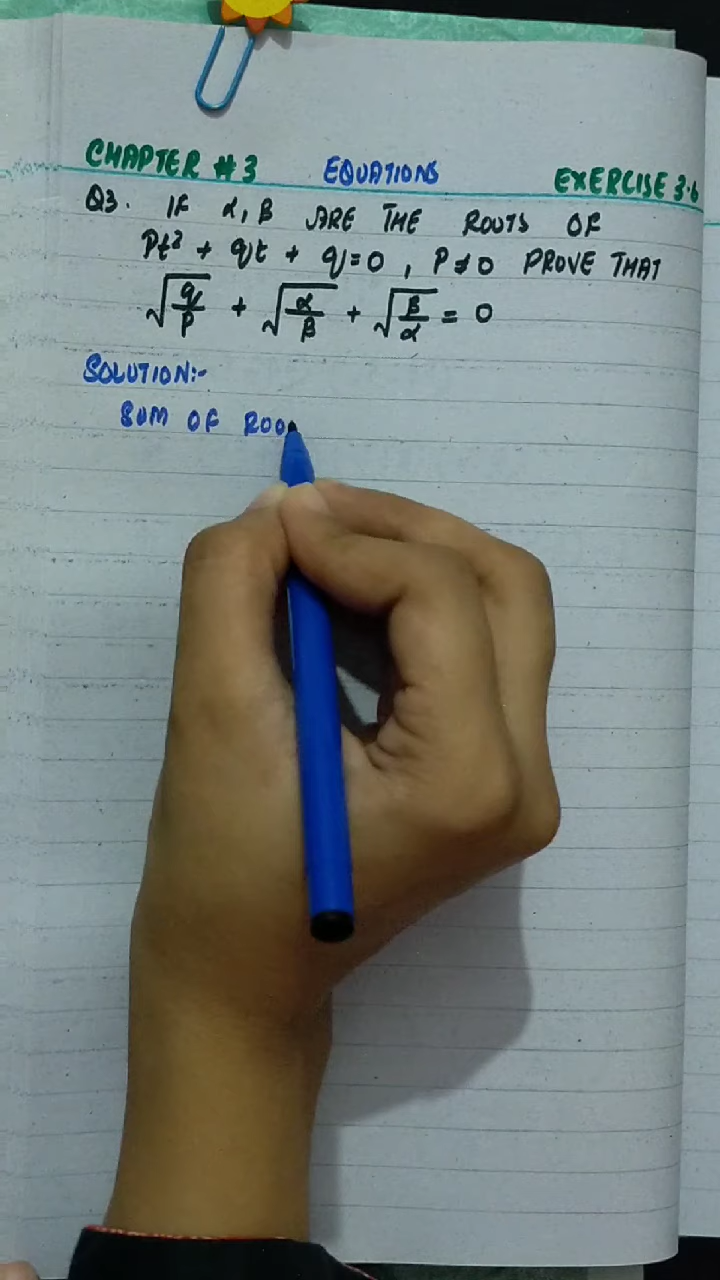 CHAPTER #3 EQUATIONS EXERCISE 3.6
Q3. IF α, β ARE THE ROOTS OF
Pt² + qt + q = 0, P ≠ 0 PROVE THAT
√(q/P) + √(α/β) + √(β/α) = 0
SOLUTION:-
SUM OF ROO